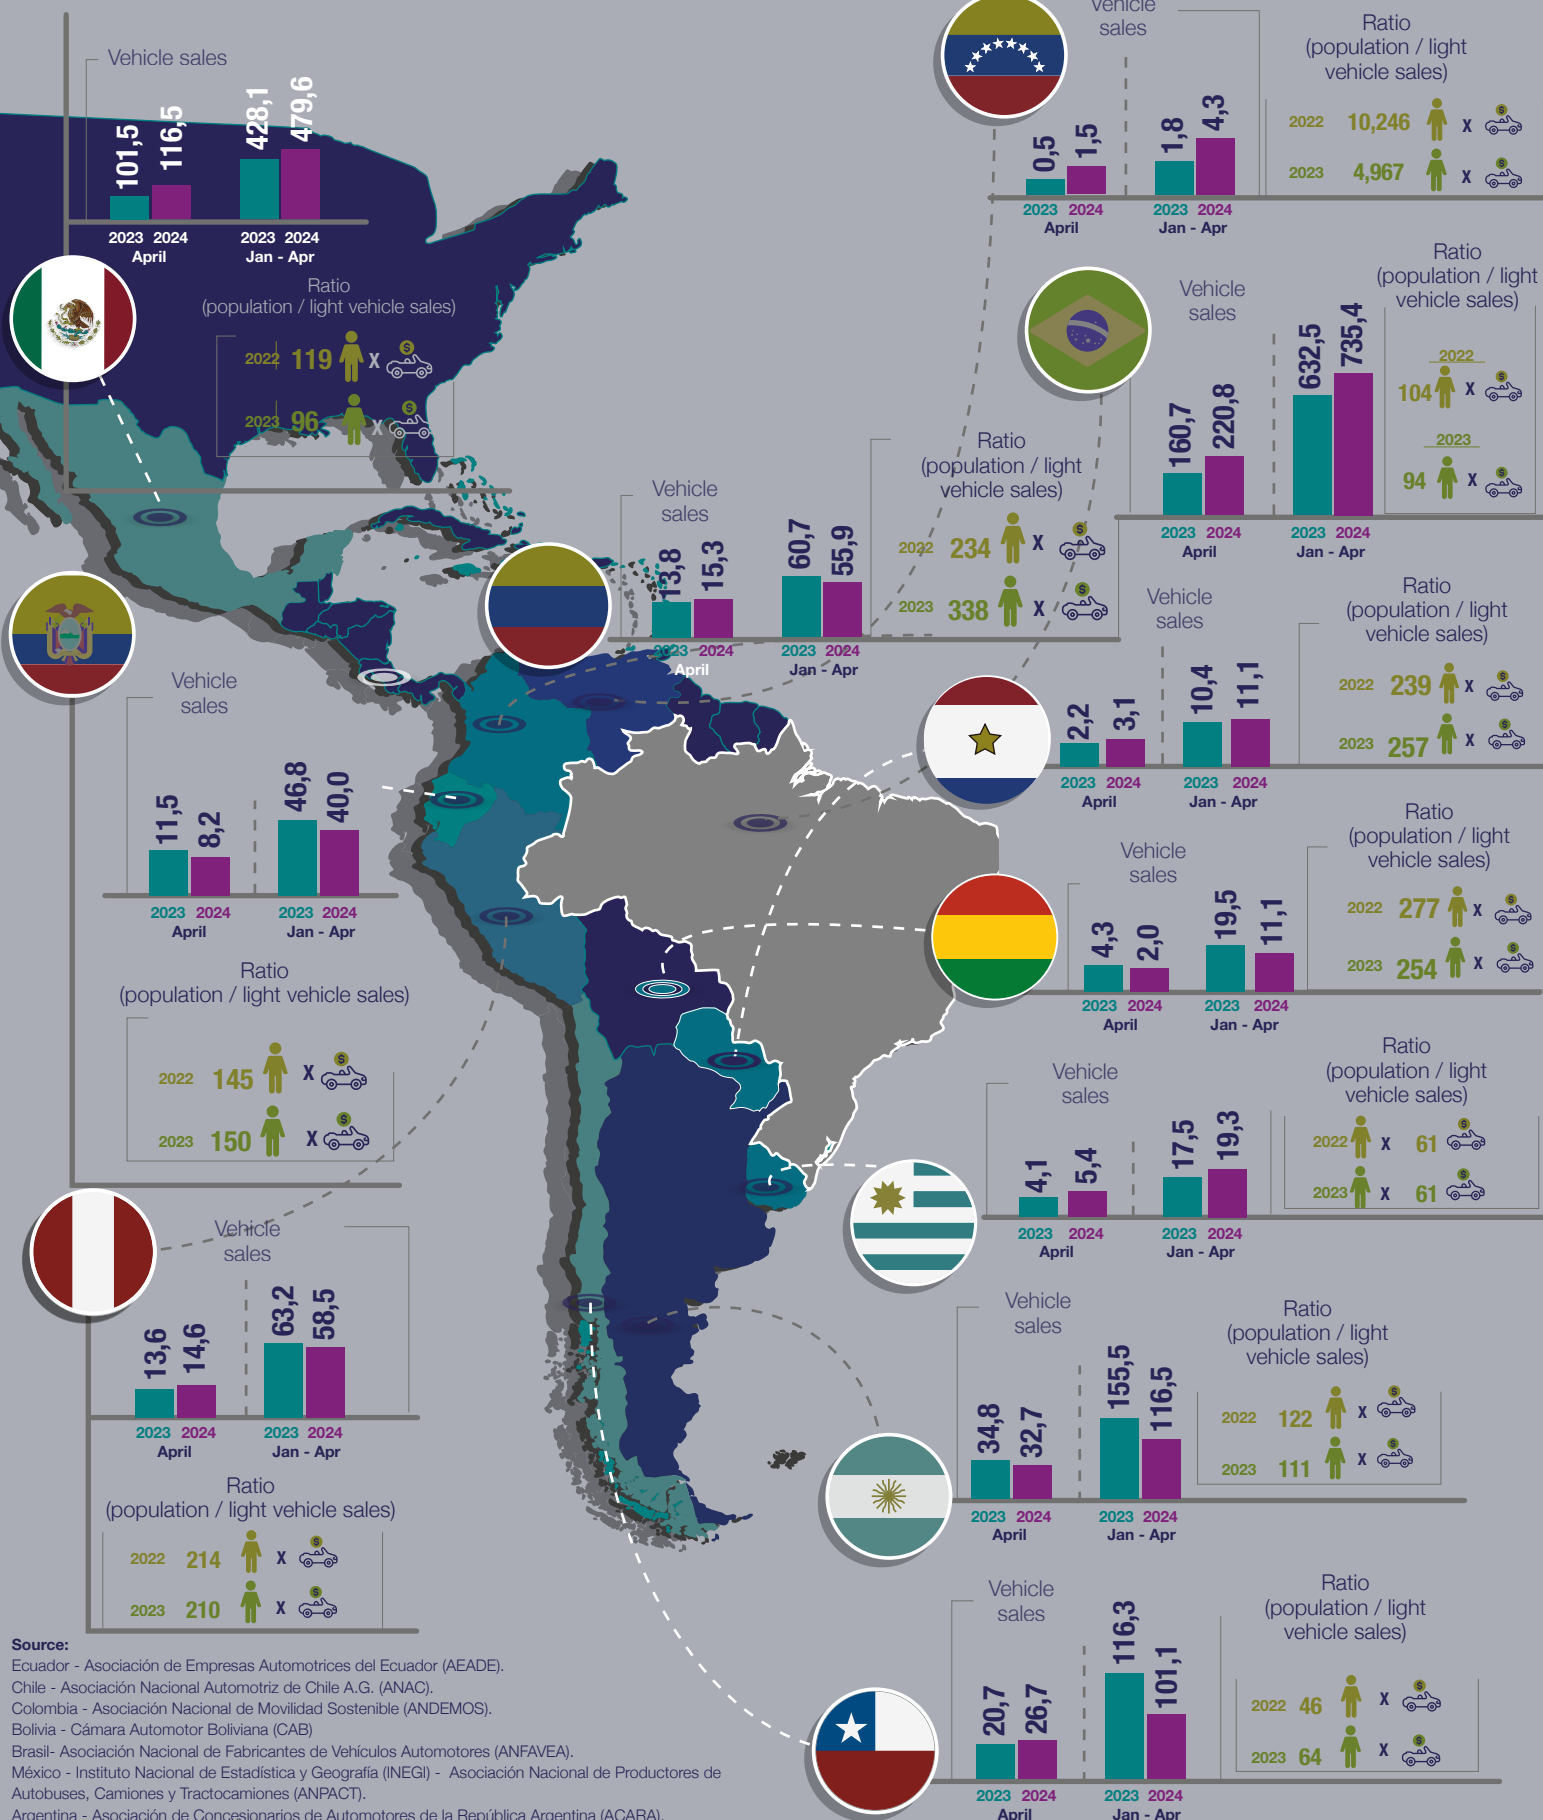 Vehicle sales
101,5
116,5
428,1
479,6
2023 2024
April
2023 2024
Jan - Apr
Ratio
(population / light vehicle sales)
2022 119 X
2023 96 X
Vehicle
sales
0,5
1,5
1,8
4,3
2023 2024
April
2023 2024
Jan - Apr
Ratio
(population / light
vehicle sales)
2022 10,246 X
2023 4,967 X
Vehicle
sales
160,7
220,8
632,5
735,4
2023 2024
April
2023 2024
Jan - Apr
Ratio
(population / light
vehicle sales)
2022
104 X
2023
94 X
Vehicle
sales
13,8
15,3
60,7
55,9
2023 2024
April
2023 2024
Jan - Apr
Ratio
(population / light
vehicle sales)
2022 234 X
2023 338 X
Vehicle
sales
2,2
3,1
10,4
11,1
2023 2024
April
2023 2024
Jan - Apr
Ratio
(population / light
vehicle sales)
2022 239 X
2023 257 X
Vehicle
sales
11,5
8,2
46,8
40,0
2023 2024
April
2023 2024
Jan - Apr
Ratio
(population / light vehicle sales)
2022 145 X
2023 150 X
Vehicle
sales
4,3
2,0
19,5
11,1
2023 2024
April
2023 2024
Jan - Apr
Ratio
(population / light
vehicle sales)
2022 277 X
2023 254 X
Vehicle
sales
4,1
5,4
17,5
19,3
2023 2024
April
2023 2024
Jan - Apr
Ratio
(population / light
vehicle sales)
2022 X 61
2023 X 61
Vehicle
sales
13,6
14,6
63,2
58,5
2023 2024
April
2023 2024
Jan - Apr
Ratio
(population / light vehicle sales)
2022 214 X
2023 210 X
Vehicle
sales
34,8
32,7
155,5
116,5
2023 2024
April
2023 2024
Jan - Apr
Ratio
(population / light
vehicle sales)
2022 122 X
2023 111 X
Vehicle
sales
20,7
26,7
116,3
101,1
2023 2024
April
2023 2024
Jan - Apr
Ratio
(population / light
vehicle sales)
2022 46 X
2023 64 X
Source:
Ecuador - Asociación de Empresas Automotrices del Ecuador (AEADE).
Chile - Asociación Nacional Automotriz de Chile A.G. (ANAC).
Colombia - Asociación Nacional de Movilidad Sostenible (ANDEMOS).
Bolivia - Cámara Automotor Boliviana (CAB)
Brasil- Asociación Nacional de Fabricantes de Vehículos Automotores (ANFAVEA).
México - Instituto Nacional de Estadística y Geografía (INEGI) - Asociación Nacional de Productores de
Autobuses, Camiones y Tractocamiones (ANPACT).
Argentina - Asociación de Concesionarios de Automotores de la República Argentina (ACARA).